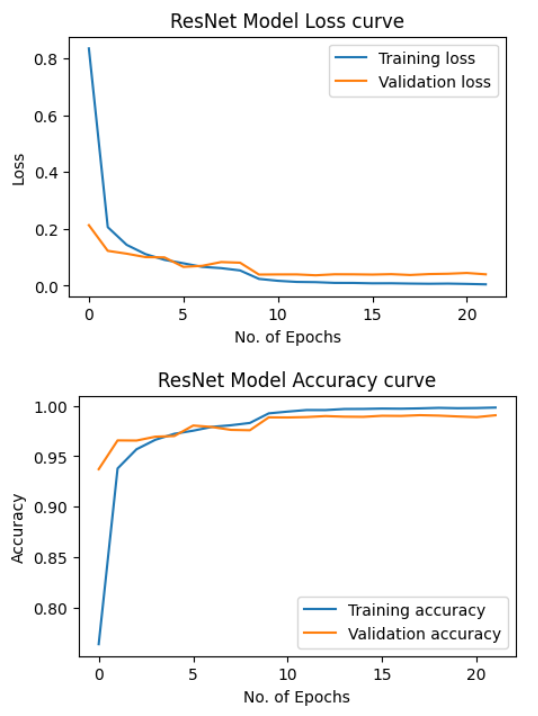 ResNet Model Loss curve
0.8
0.6
0.4
0.2
0.0
Loss
Training loss
Validation loss
0 5 10 15 20
No. of Epochs
ResNet Model Accuracy curve
1.00
0.95
0.90
0.85
0.80
Accuracy
Training accuracy
Validation accuracy
0 5 10 15 20
No. of Epochs